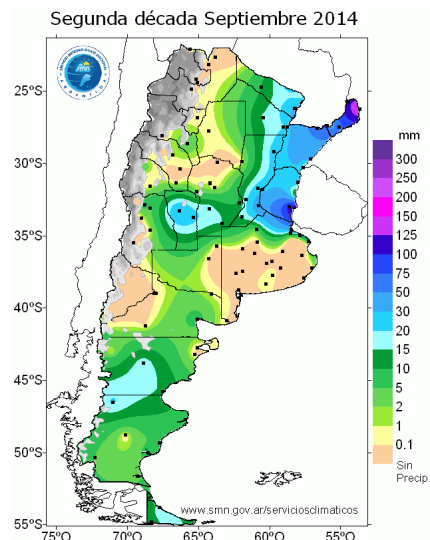 Segunda década Septiembre 2014
25°S
30°S
35°S
40°S
45°S
50°S
55°S
75°O
70°O
65°O
60°O
55°O
mm
300
250
200
150
125
100
75
50
30
20
15
10
5
2
1
0.1
Sin
Precip.
www.smn.gov.ar/serviciosclimaticos